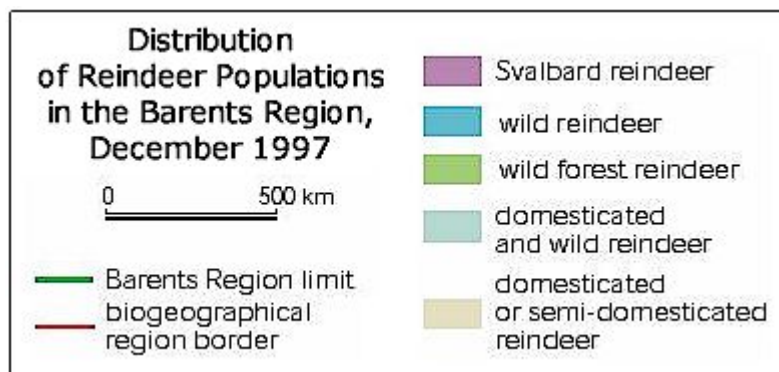 Distribution
of Reindeer Populations
in the Barents Region,
December 1997
0 500 km
Barents Region limit
biogeographical
region border
Svalbard reindeer
wild reindeer
wild forest reindeer
domesticated
and wild reindeer
domesticated
or semi-domesticated
reindeer